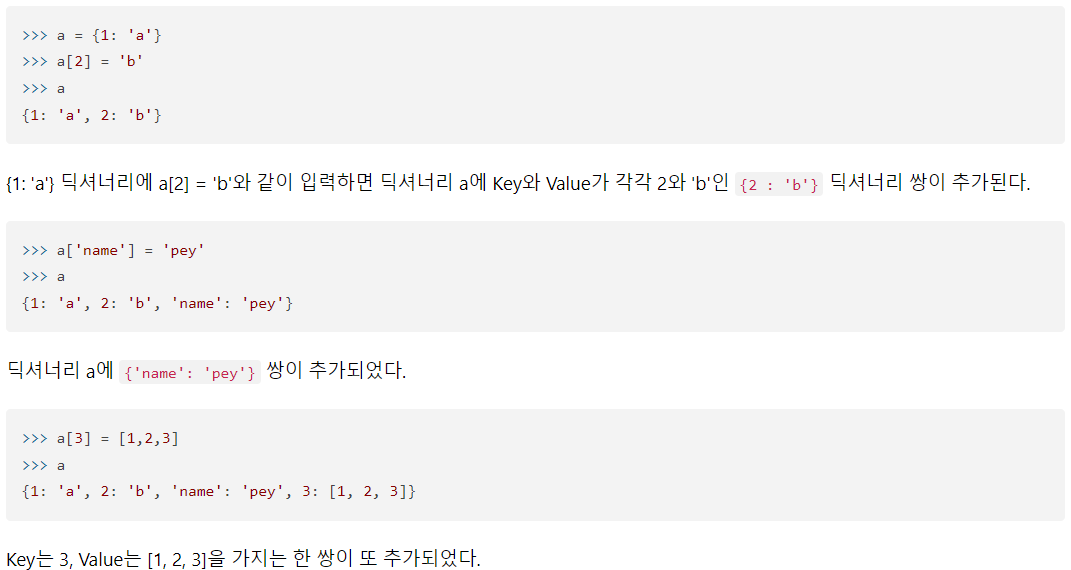 >>> a = {1: 'a'}
>>> a[2] = 'b'
>>> a
{1: 'a', 2: 'b'}
{1: 'a'} 딕셔너리에 a[2] = 'b'와 같이 입력하면 딕셔너리 a에 Key와 Value가 각각 2와 'b'인 {2 : 'b'} 딕셔너리 쌍이 추가된다.
>>> a['name'] = 'pey'
>>> a
{1: 'a', 2: 'b', 'name': 'pey'}
딕셔너리 a에 {'name': 'pey'} 쌍이 추가되었다.
>>> a[3] = [1,2,3]
>>> a
{1: 'a', 2: 'b', 'name': 'pey', 3: [1, 2, 3]}
Key는 3, Value는 [1, 2, 3]을 가지는 한 쌍이 또 추가되었다.